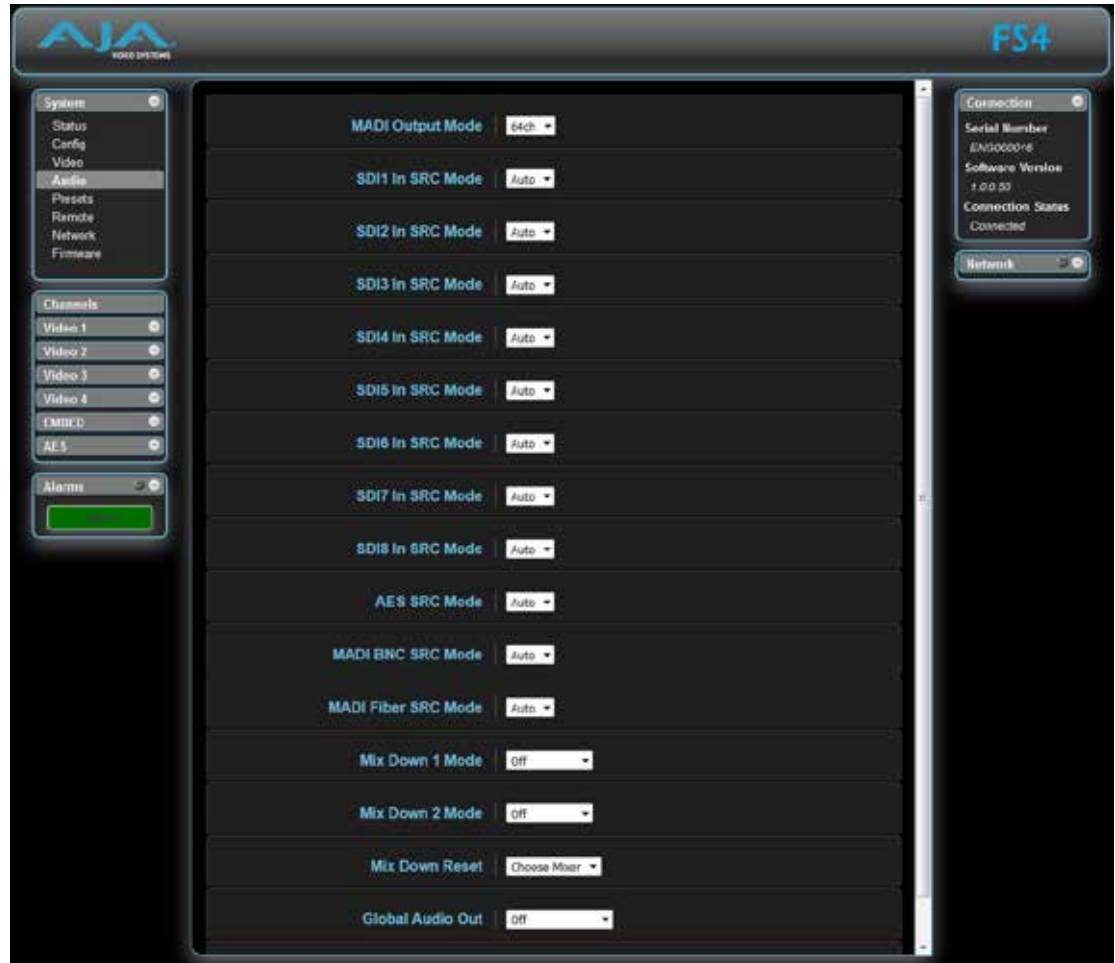 AJA
VIDEO SYSTEMS
FS4
System
Status
Config
Video
Audio
Presets
Remote
Network
Firmware
Channels
Video 1
Video 2
Video 3
Video 4
EMBED
AES
Alarms
MADI Output Mode 64ch
SDI1 In SRC Mode Auto
SDI2 In SRC Mode Auto
SDI3 In SRC Mode Auto
SDI4 In SRC Mode Auto
SDI5 In SRC Mode Auto
SDI6 In SRC Mode Auto
SDI7 In SRC Mode Auto
SDI8 In SRC Mode Auto
AES SRC Mode Auto
MADI BNC SRC Mode Auto
MADI Fiber SRC Mode Auto
Mix Down 1 Mode Off
Mix Down 2 Mode Off
Mix Down Reset Choose Mixer
Global Audio Out Off
Connection
Serial Number
Software Version
1.0.0.50
Connection Status
Connected
Network